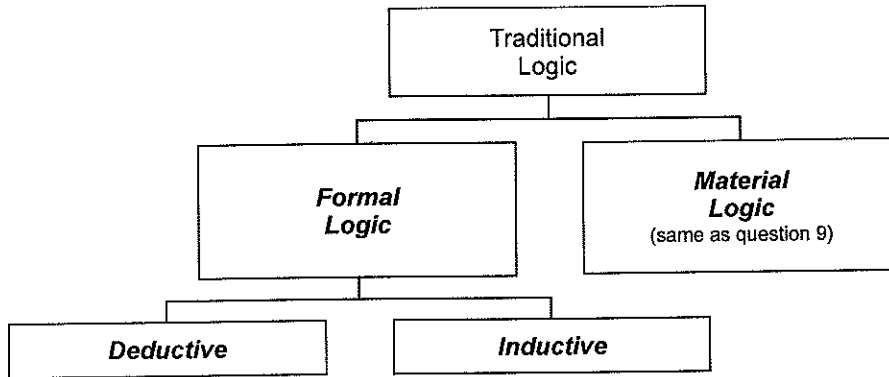 Traditional
Logic
Formal
Logic
Material
Logic
(same as question 9)
Deductive
Inductive